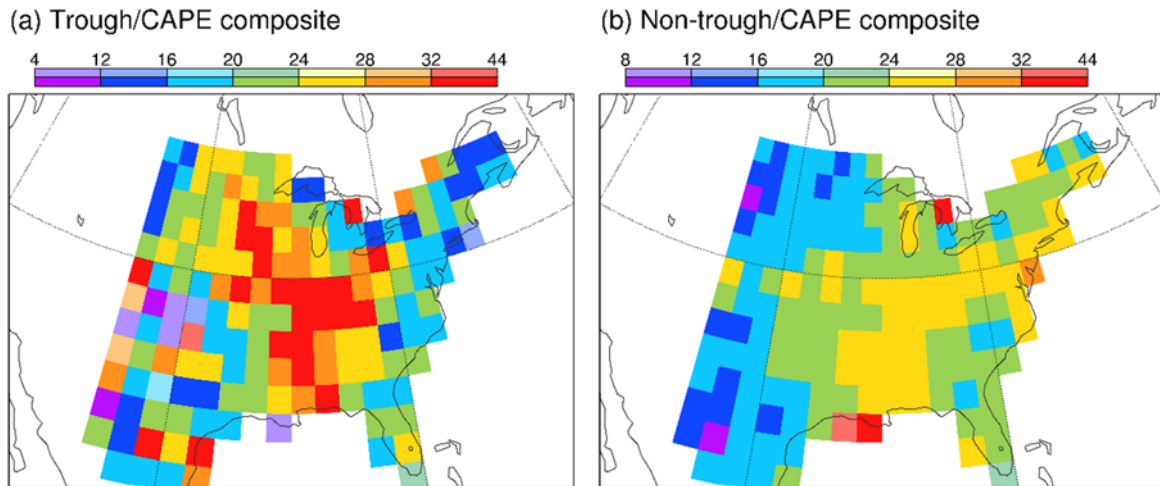 (a) Trough/CAPE composite
4 12 16 20 24 28 32 44
(b) Non-trough/CAPE composite
8 12 16 20 24 28 32 44